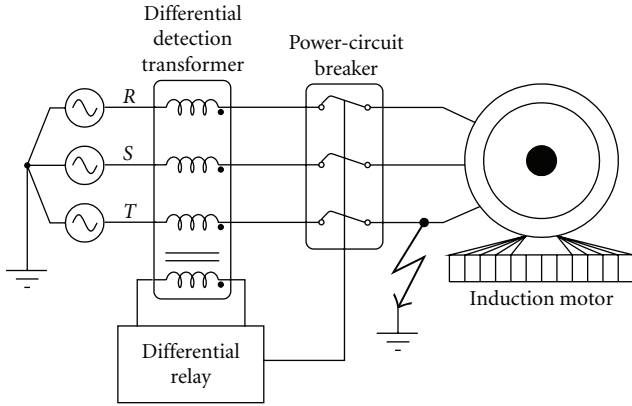 Differential
detection
transformer
Power-circuit
breaker
R
S
T
Differential
relay
Induction motor